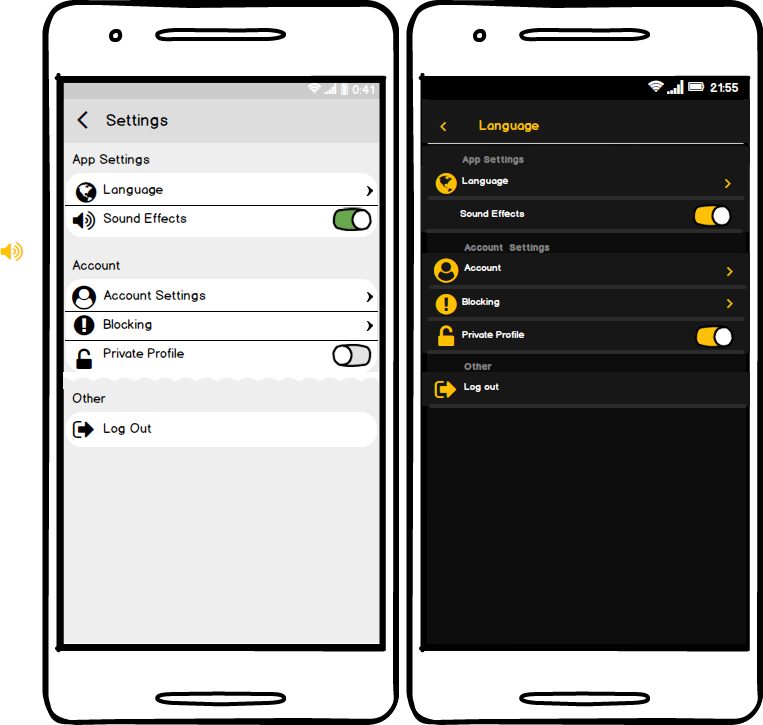 0:41
Settings
App Settings
Language
Sound Effects
Account
Account Settings
Blocking
Private Profile
Other
Log Out
21:55
Language
App Settings
Language
Sound Effects
Account Settings
Account
Blocking
Private Profile
Other
Log out